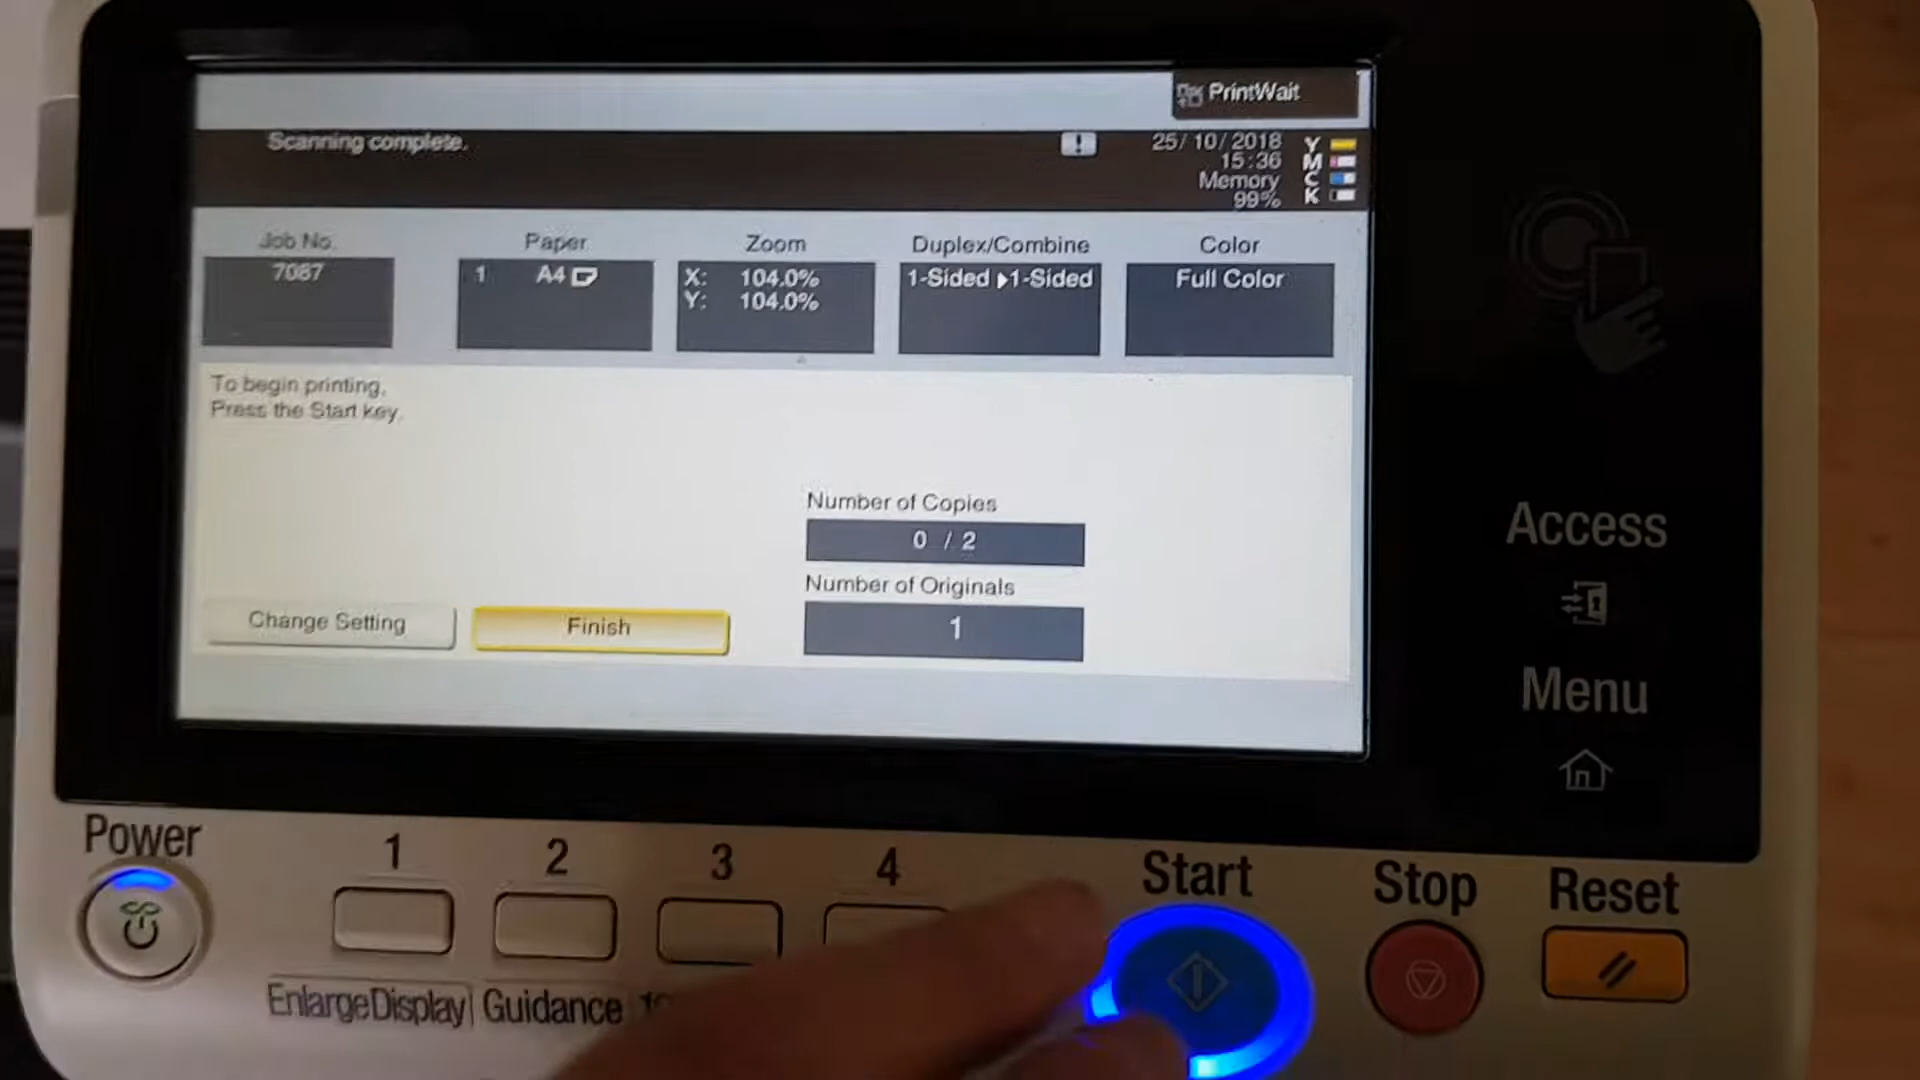 PrintWait
Scanning complete.
25/10/2018
15:36
Memory
99%
Y
M
C
K
Job No.
7087
Paper
1 A4
Zoom
X: 104.0%
Y: 104.0%
Duplex/Combine
1-Sided ▶1-Sided
Color
Full Color
To begin printing,
Press the Start key.
Number of Copies
0 / 2
Number of Originals
1
Change Setting
Finish
Access
Menu
Power
1
2
3
4
Start
Stop
Reset
EnlargeDisplay
Guidance